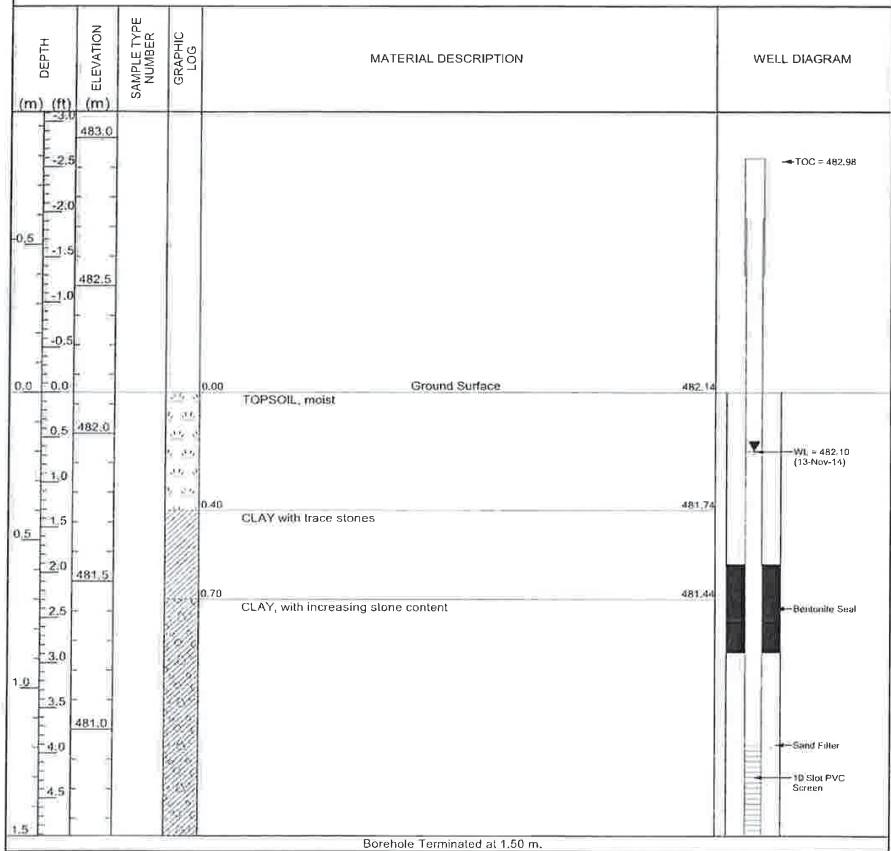 DEPTH
ELEVATION
SAMPLE TYPE NUMBER
GRAPHIC LOG
MATERIAL DESCRIPTION
WELL DIAGRAM
(m) (ft) (m)
-3.0
483.0
-2.5
TOC = 482.98
-2.0
-0.5
-1.5
482.5
-1.0
-0.5
0.0 0.0 0.00 Ground Surface 482.14
TOPSOIL, moist
0.5 482.0
WL = 482.10
(13-Nov-14)
1.0
0.40 481.74
1.5 CLAY with trace stones
0.5
2.0
481.5
0.70 481.44
2.5 CLAY, with increasing stone content
Bentonite Seal
3.0
1.0
3.5
481.0
4.0 Sand Filter
10 Slot PVC
Screen
4.5
1.5
Borehole Terminated at 1.50 m.